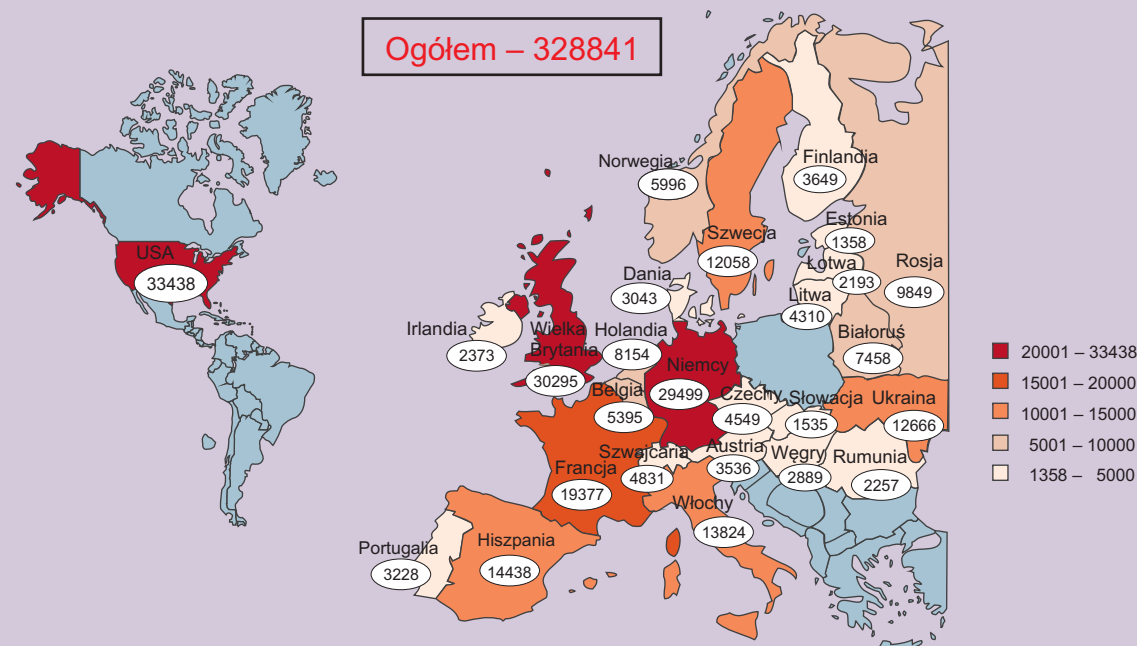 Ogółem – 328841
USA
33438
Norwegia
5996
Finlandia
3649
Szwecja
12058
Estonia
1358
Łotwa
2193
Rosja
9849
Dania
3043
Litwa
4310
Irlandia
2373
Wielka
Brytania
30295
Holandia
8154
Białoruś
7458
Niemcy
29499
Belgia
5395
Czechy
4549
Słowacja
1535
Ukraina
12666
Szwajcaria
4831
Austria
3536
Węgry
2889
Rumunia
2257
Francja
19377
Włochy
13824
Portugalia
3228
Hiszpania
14438
20001 – 33438
15001 – 20000
10001 – 15000
5001 – 10000
1358 – 5000